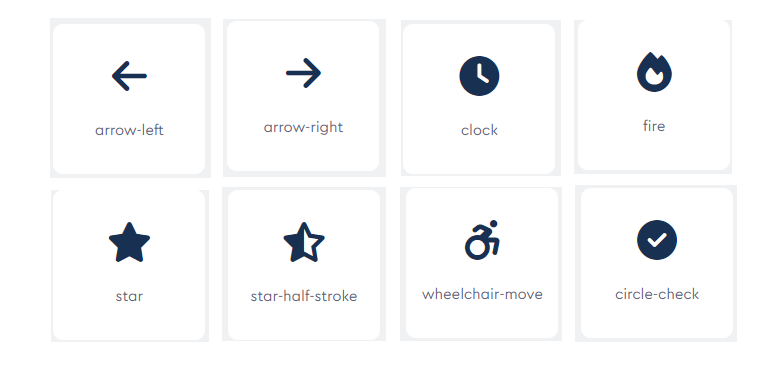 arrow-left
arrow-right
clock
fire
star
star-half-stroke
wheelchair-move
circle-check